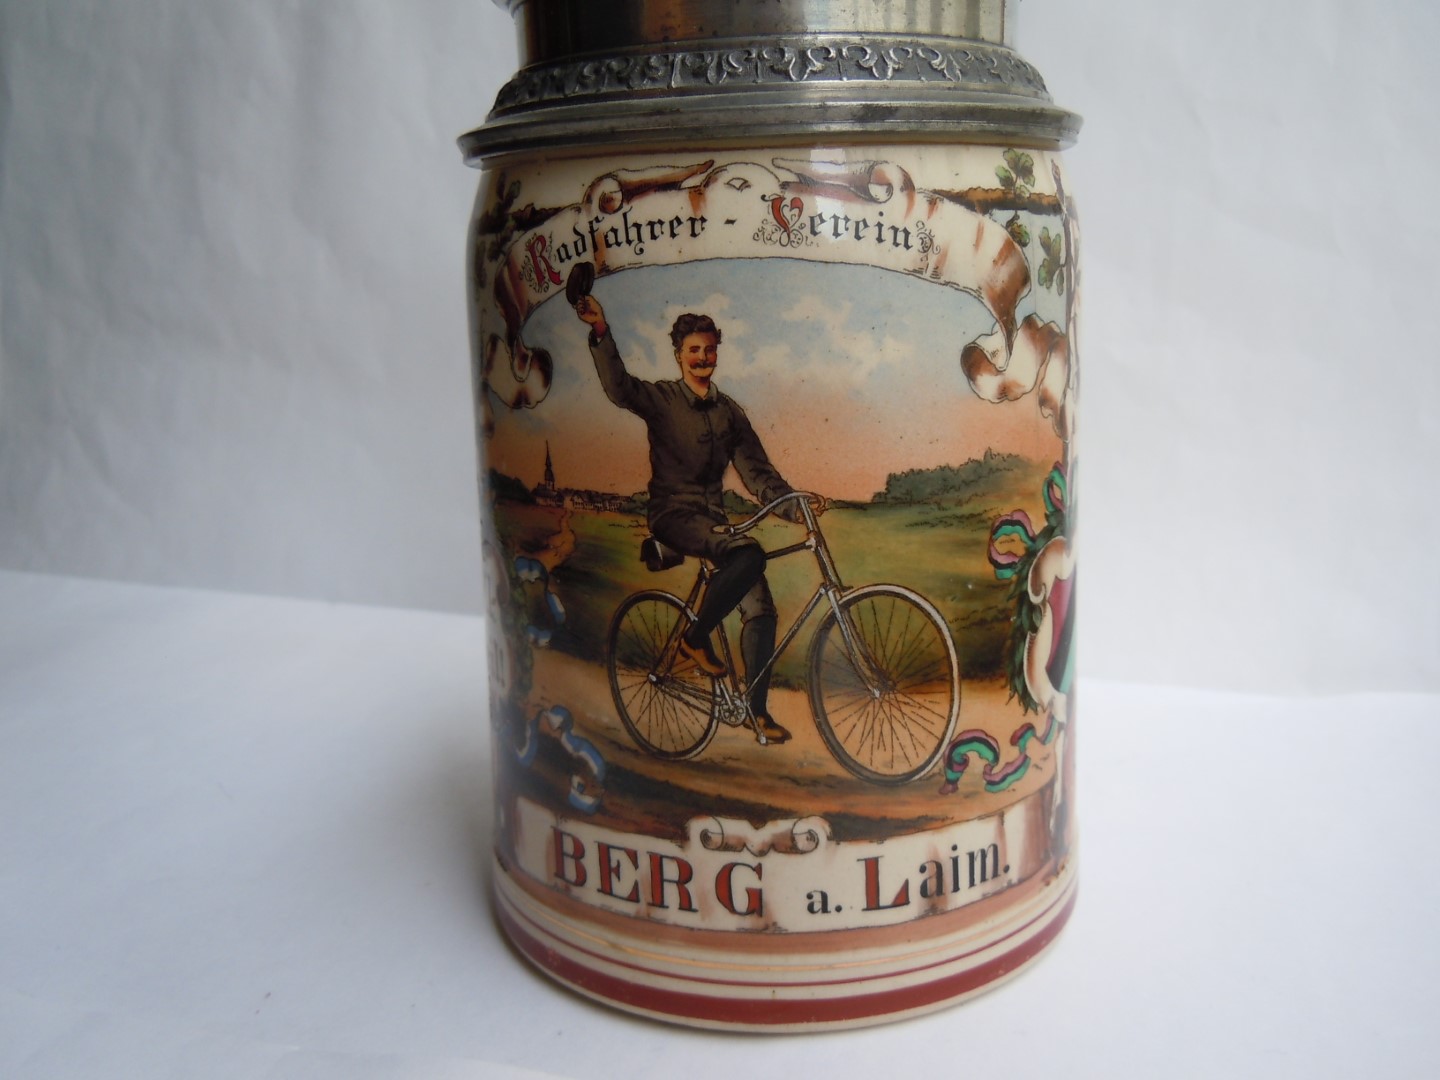 Radfahrer - Verein
BERG a. Laim.